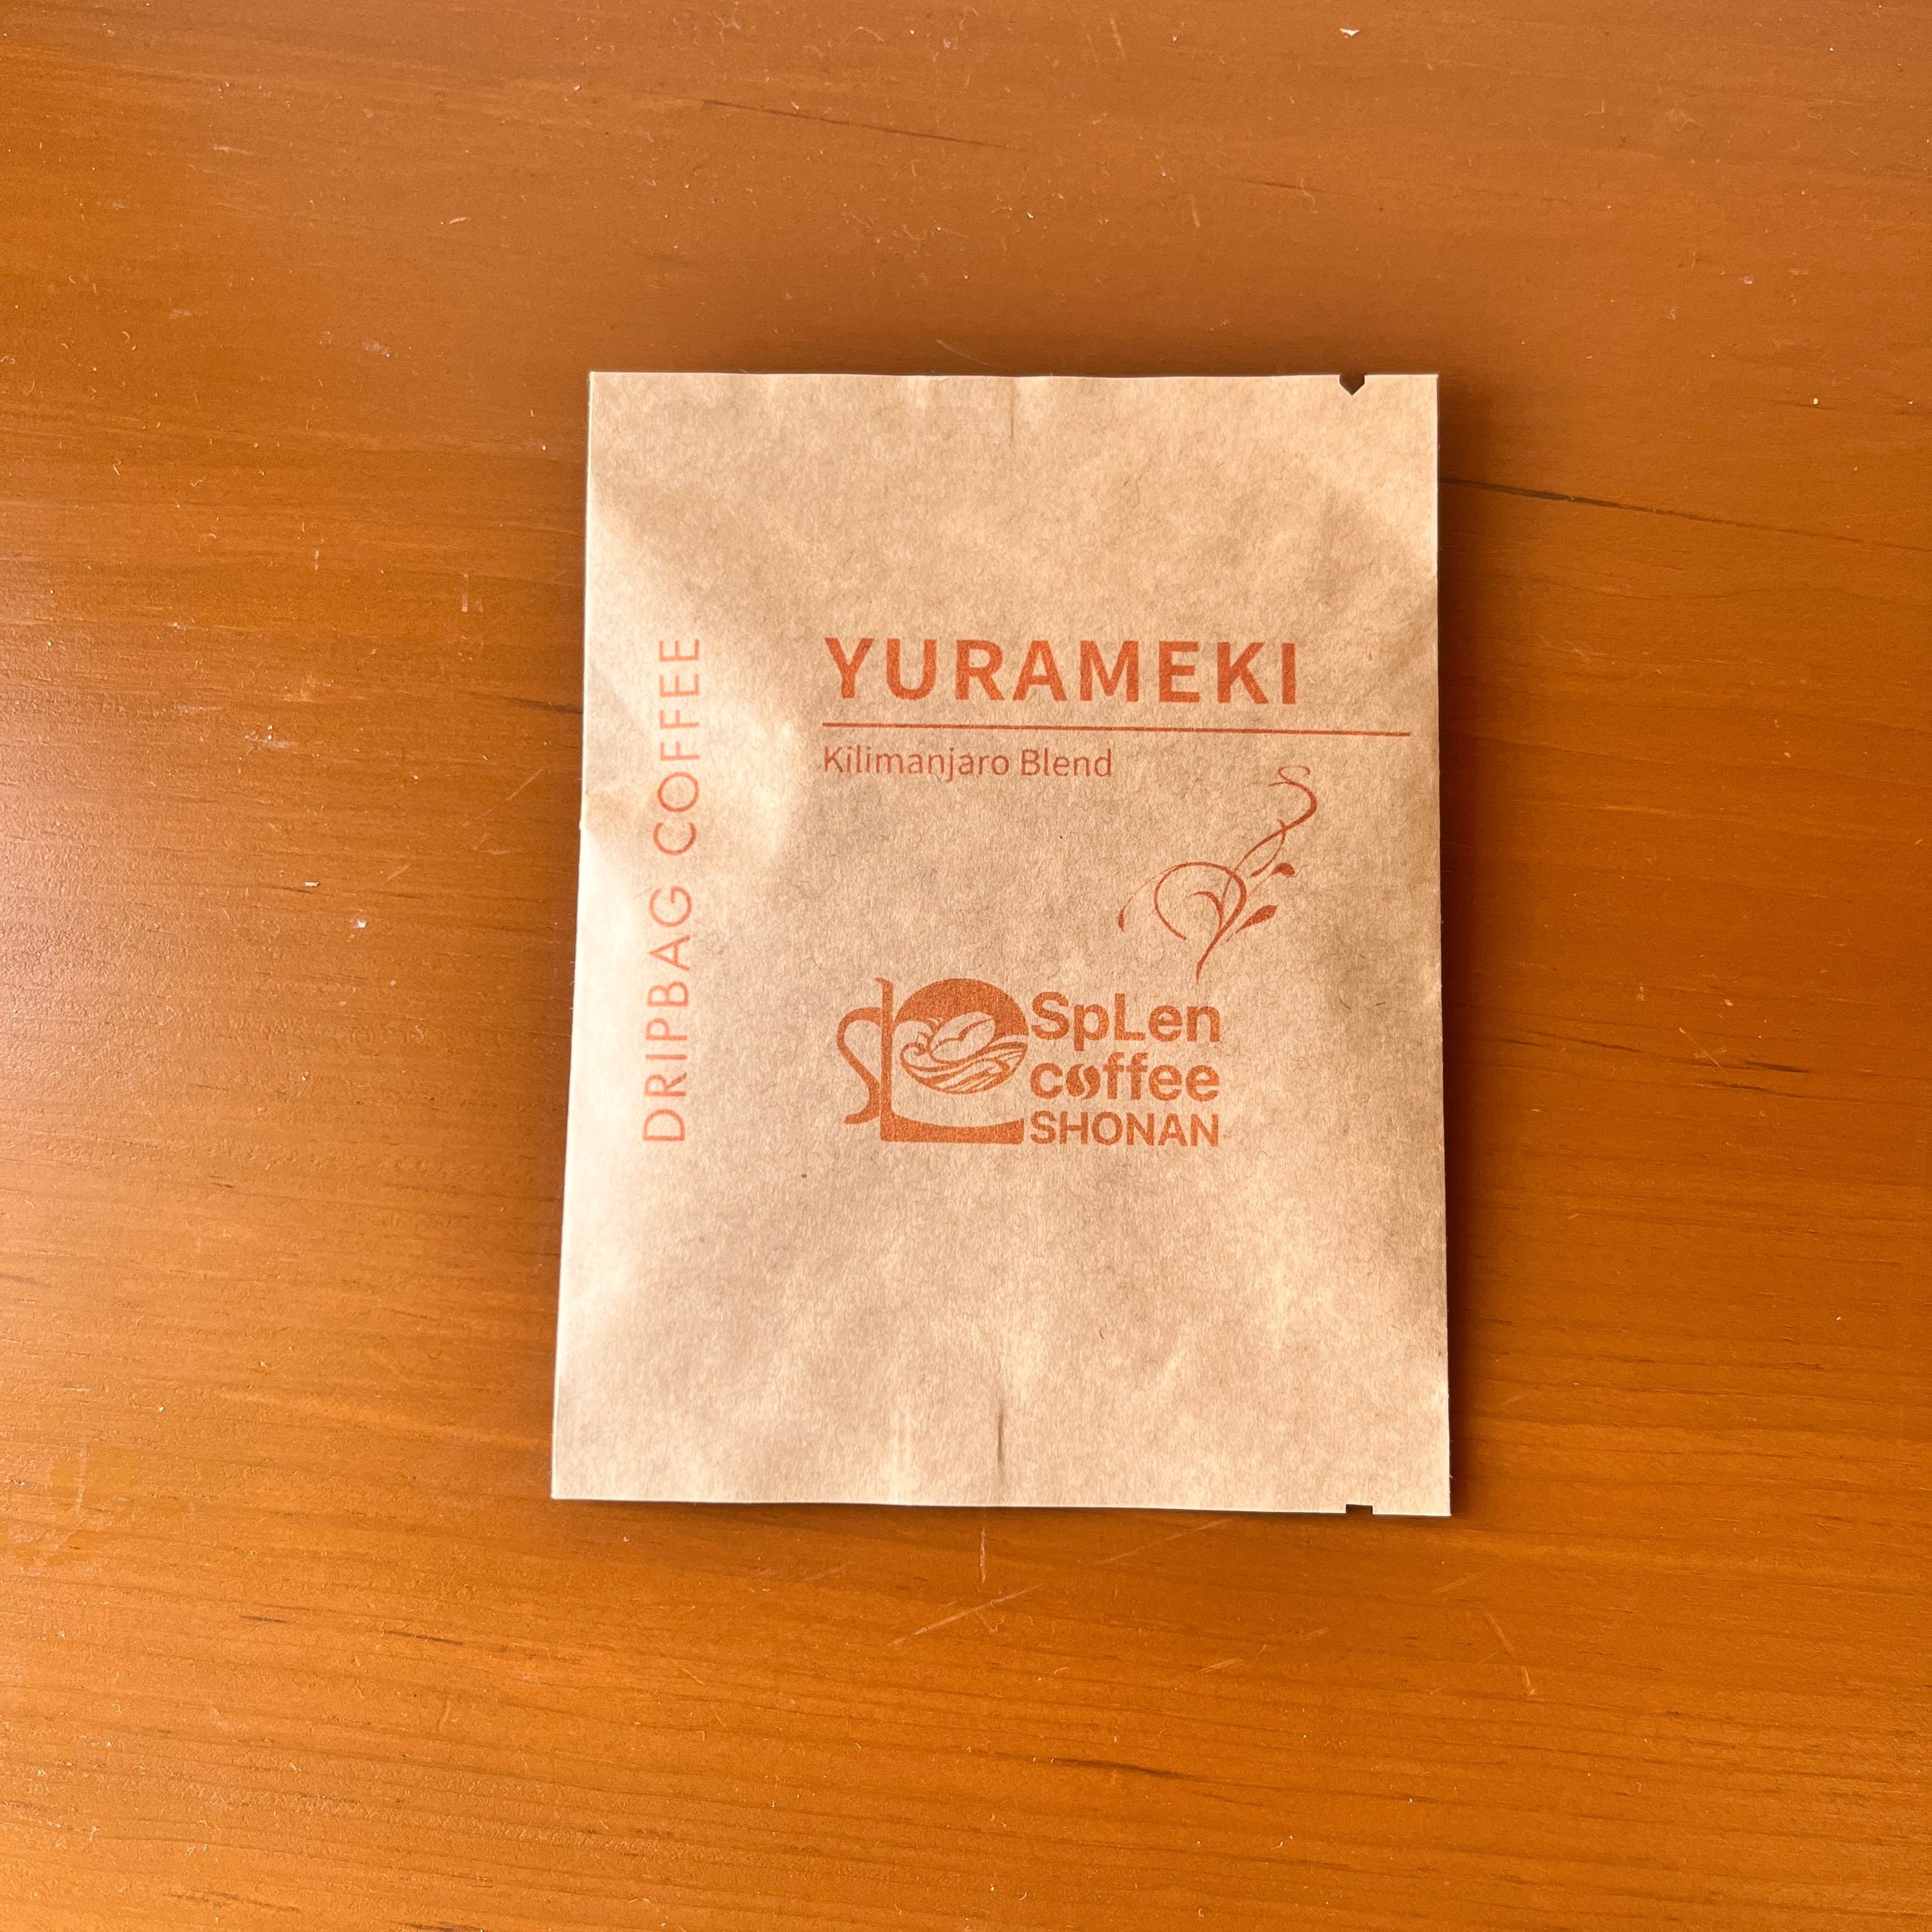 YURAMEKI
Kilimanjaro Blend
DRIPBAG COFFEE
SpLen
coffee
SHONAN